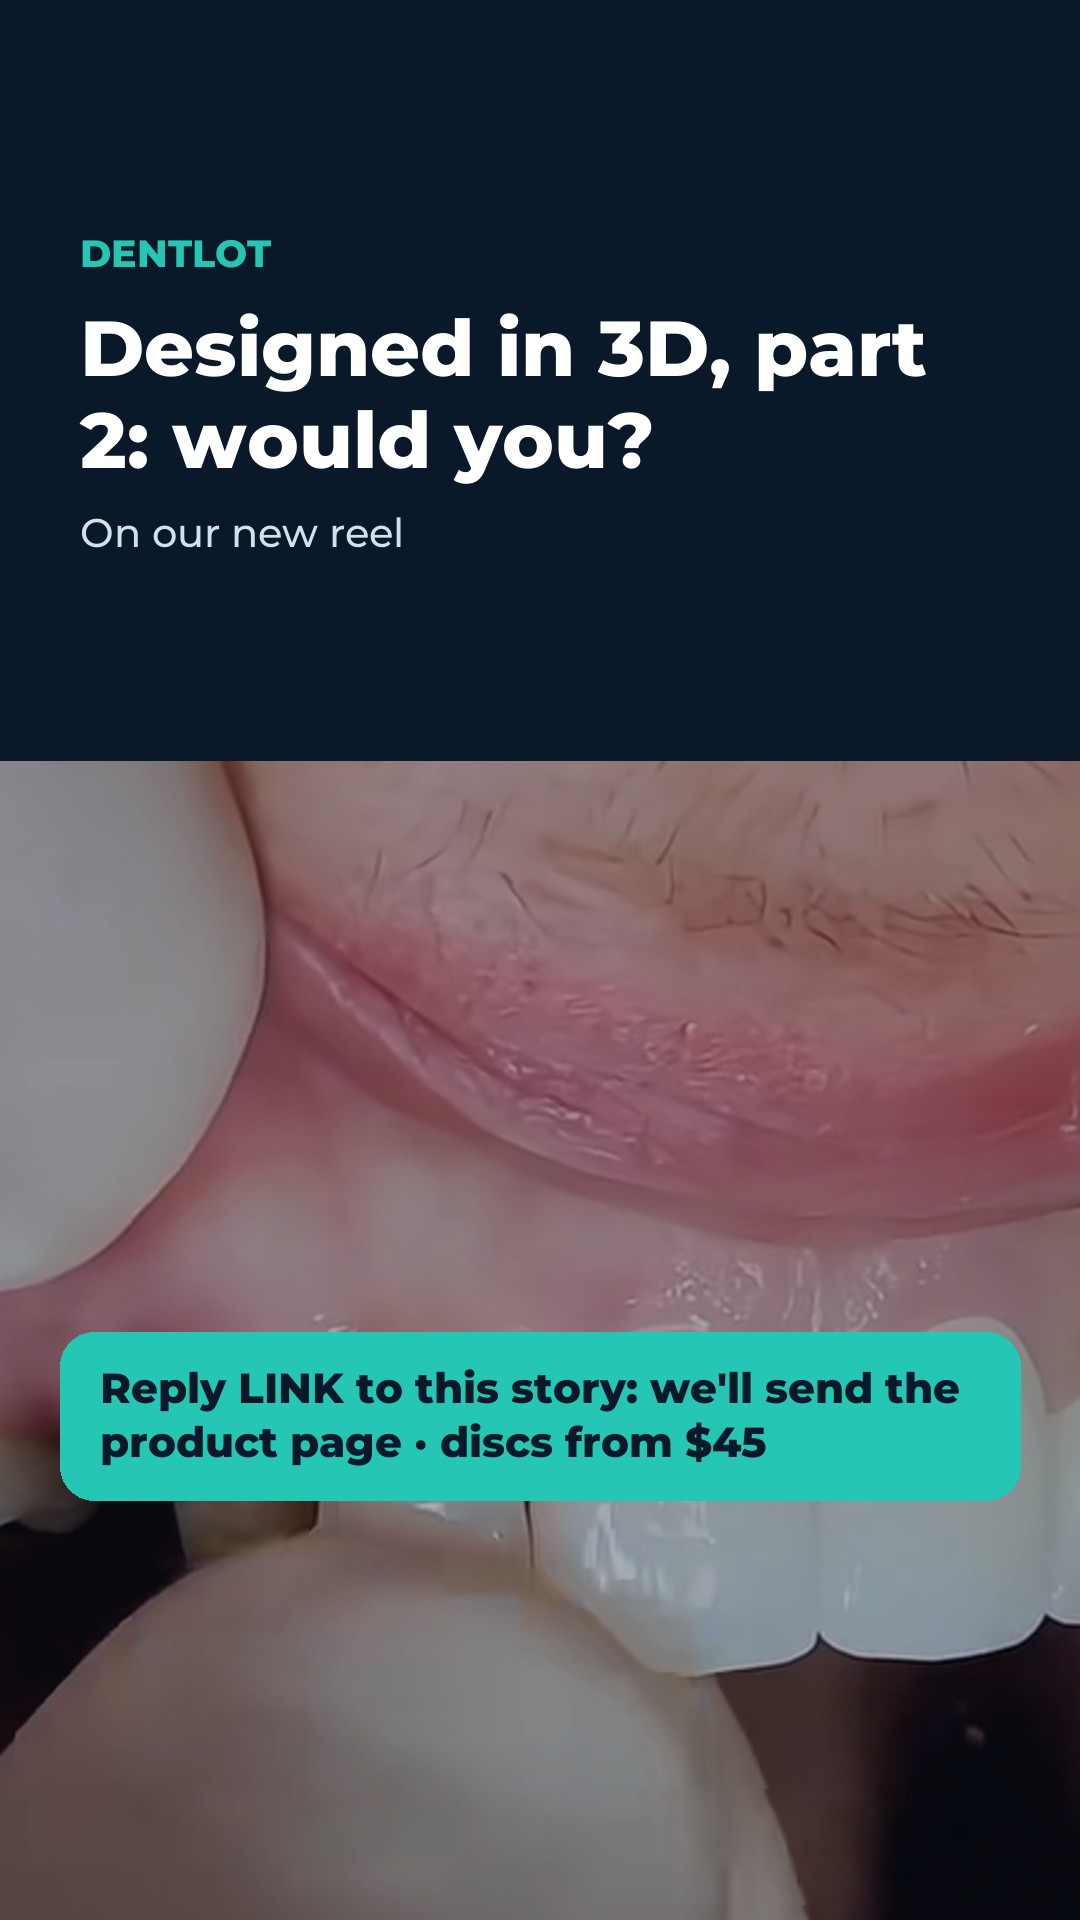 DENTLOT
Designed in 3D, part
2: would you?
On our new reel
Reply LINK to this story: we'll send the
product page · discs from $45